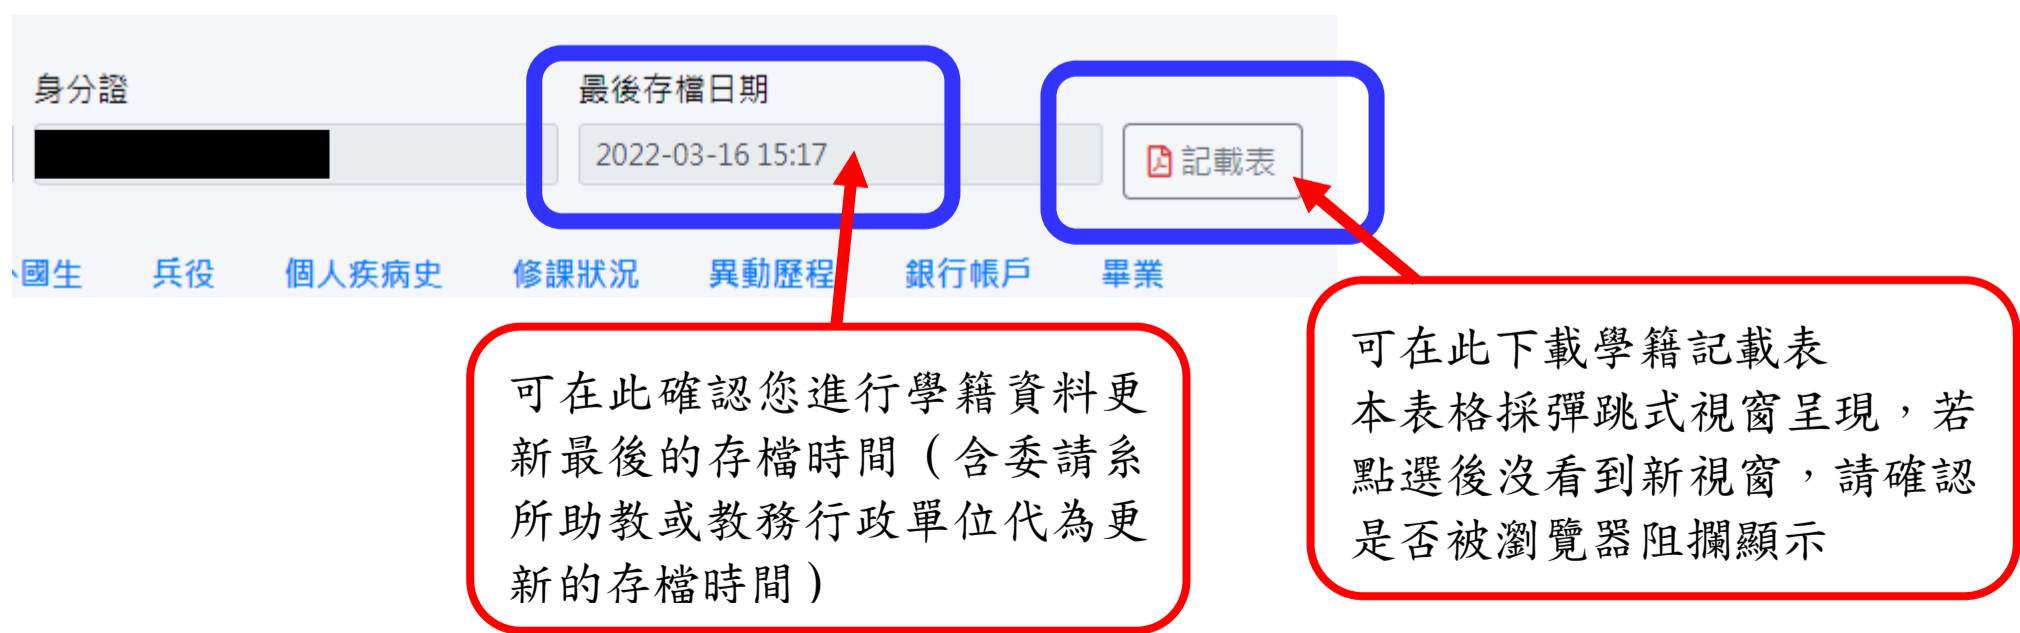 身分證
最後存檔日期
2022-03-16 15:17
記載表
國生
兵役
個人疾病史
修課狀況
異動歷程
銀行帳戶
畢業
可在此確認您進行學籍資料更
新最後的存檔時間（含委請系
所助教或教務行政單位代為更
新的存檔時間）
可在此下載學籍記載表
本表格採彈跳式視窗呈現，若
點選後沒看到新視窗，請確認
是否被瀏覽器阻攔顯示